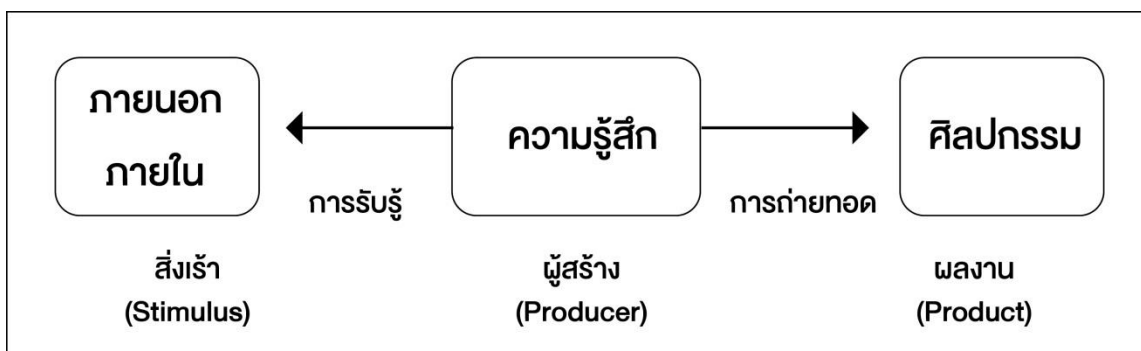 ภายนอก
ภายใน
การรับรู้
ความรู้สึก
การถ่ายทอด
ศิลปกรรม
สิ่งเร้า
(Stimulus)
ผู้สร้าง
(Producer)
ผลงาน
(Product)